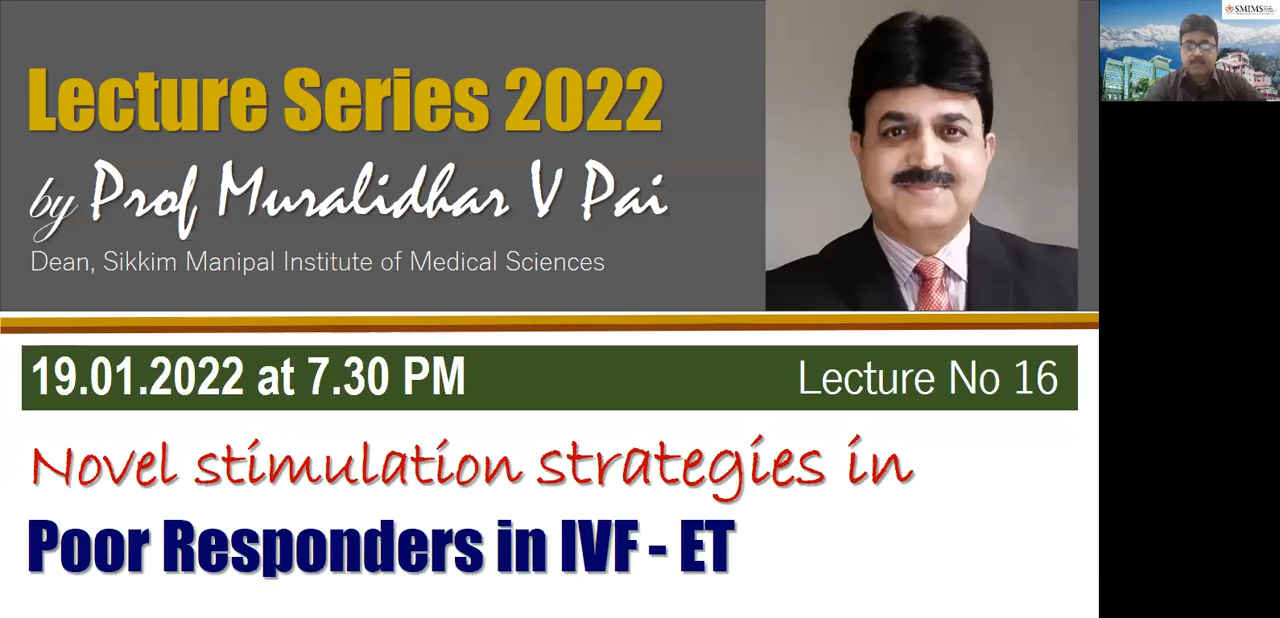 Lecture Series 2022
by Prof Muralidhar V Pai
Dean, Sikkim Manipal Institute of Medical Sciences
19.01.2022 at 7.30 PM
Lecture No 16
Novel stimulation strategies in
Poor Responders in IVF - ET
SMIMS